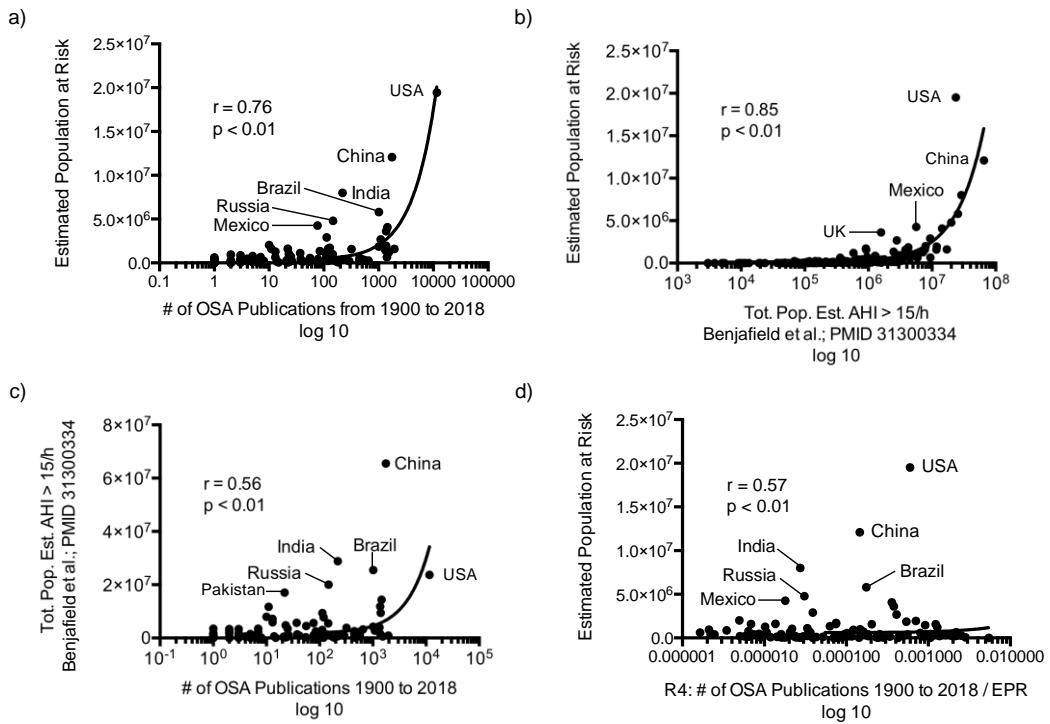 a)
Estimated Population at Risk
2.5×10⁷
2.0×10⁷
1.5×10⁷
1.0×10⁷
5.0×10⁶
0.0
r = 0.76
p < 0.01
USA
China
Brazil
India
Russia
Mexico
0.1 1 10 100 1000 10000 100000
# of OSA Publications from 1900 to 2018
log 10
b)
Estimated Population at Risk
2.5×10⁷
2.0×10⁷
1.5×10⁷
1.0×10⁷
5.0×10⁶
0.0
r = 0.85
p < 0.01
USA
China
Mexico
UK
10³ 10⁴ 10⁵ 10⁶ 10⁷ 10⁸
Tot. Pop. Est. AHI > 15/h
Benjafield et al.; PMID 31300334
log 10
c)
Tot. Pop. Est. AHI > 15/h
Benjafield et al.; PMID 31300334
8×10⁷
6×10⁷
4×10⁷
2×10⁷
0
r = 0.56
p < 0.01
China
India
Brazil
Russia
Pakistan
USA
10⁻¹ 10⁰ 10¹ 10² 10³ 10⁴ 10⁵
# of OSA Publications 1900 to 2018
log 10
d)
Estimated Population at Risk
2.5×10⁷
2.0×10⁷
1.5×10⁷
1.0×10⁷
5.0×10⁶
0.0
r = 0.57
p < 0.01
USA
China
India
Russia
Brazil
Mexico
0.000001 0.000010 0.000100 0.001000 0.010000
R4: # of OSA Publications 1900 to 2018 / EPR
log 10